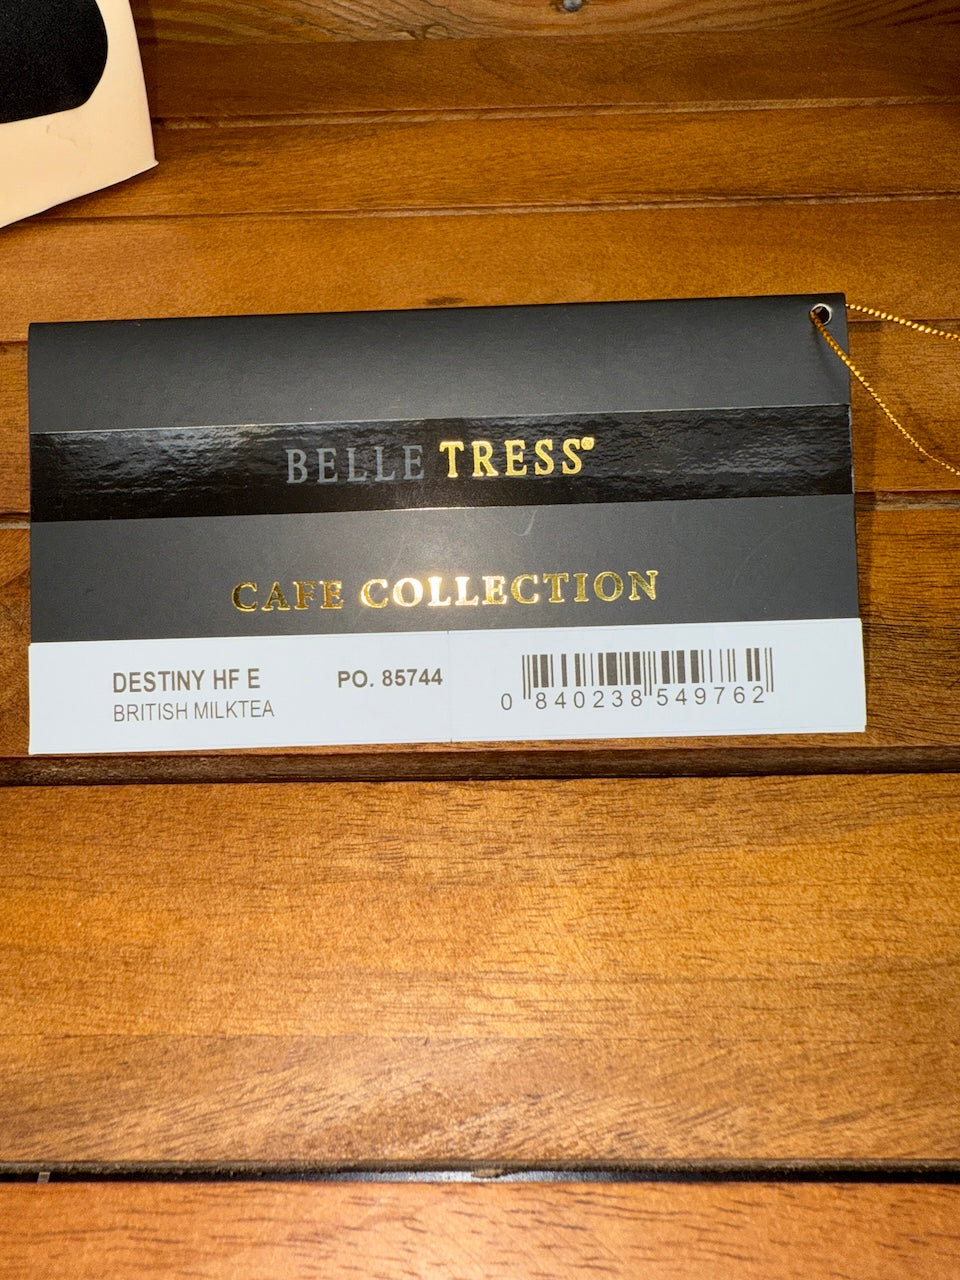 BELLE TRESS®
CAFE COLLECTION
DESTINY HF E PO. 85744
BRITISH MILKTEA
0 840238 549762